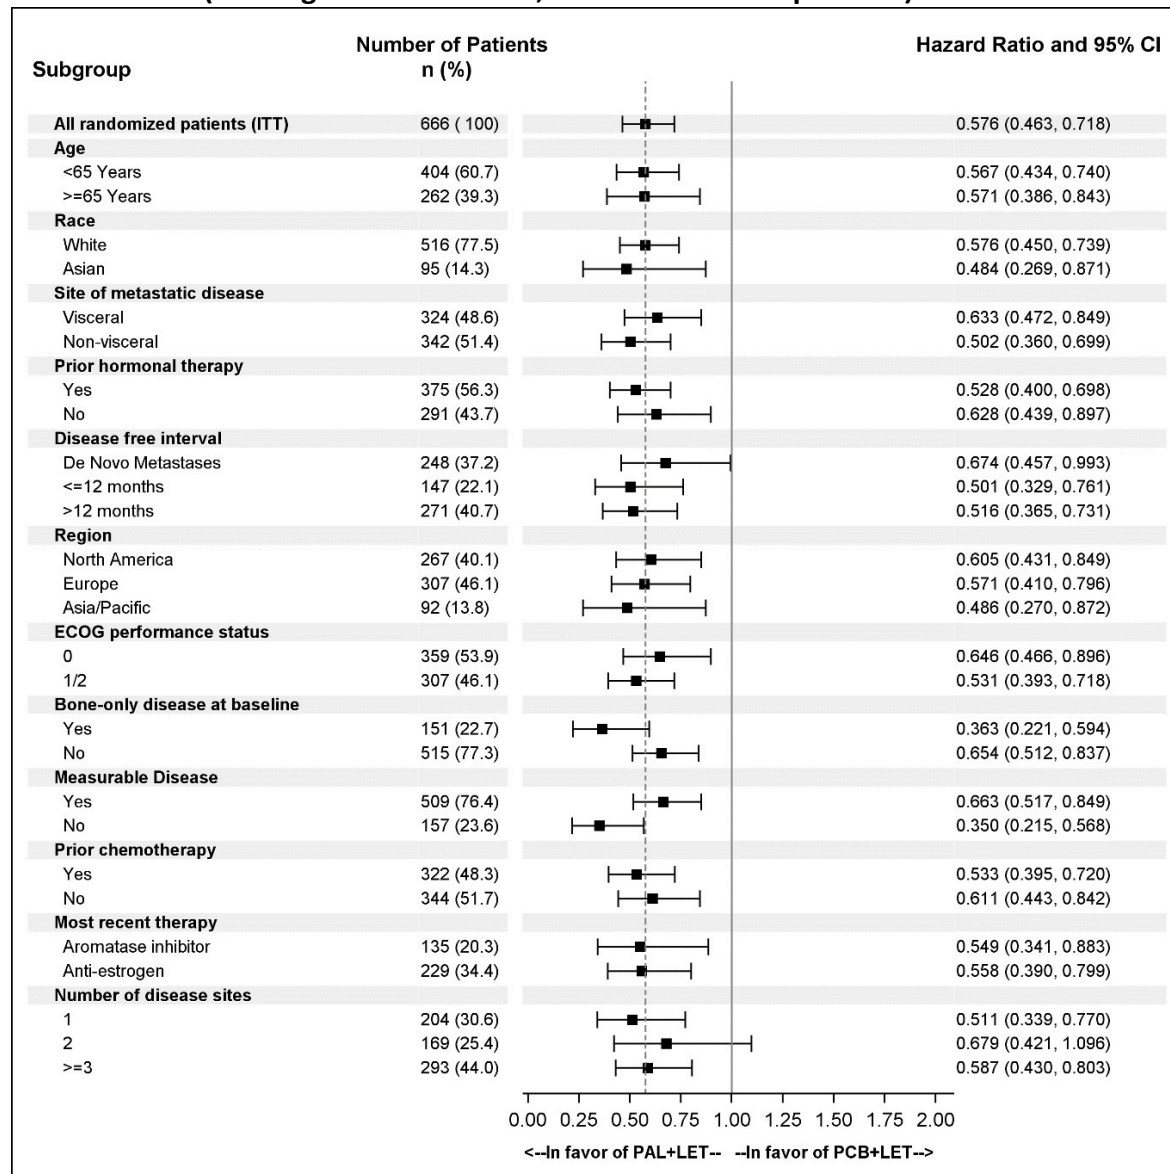 Number of Patients Hazard Ratio and 95% CI
Subgroup n (%)
All randomized patients (ITT) 666 ( 100) 0.576 (0.463, 0.718)
Age
<65 Years 404 (60.7) 0.567 (0.434, 0.740)
>=65 Years 262 (39.3) 0.571 (0.386, 0.843)
Race
White 516 (77.5) 0.576 (0.450, 0.739)
Asian 95 (14.3) 0.484 (0.269, 0.871)
Site of metastatic disease
Visceral 324 (48.6) 0.633 (0.472, 0.849)
Non-visceral 342 (51.4) 0.502 (0.360, 0.699)
Prior hormonal therapy
Yes 375 (56.3) 0.528 (0.400, 0.698)
No 291 (43.7) 0.628 (0.439, 0.897)
Disease free interval
De Novo Metastases 248 (37.2) 0.674 (0.457, 0.993)
<=12 months 147 (22.1) 0.501 (0.329, 0.761)
>12 months 271 (40.7) 0.516 (0.365, 0.731)
Region
North America 267 (40.1) 0.605 (0.431, 0.849)
Europe 307 (46.1) 0.571 (0.410, 0.796)
Asia/Pacific 92 (13.8) 0.486 (0.270, 0.872)
ECOG performance status
0 359 (53.9) 0.646 (0.466, 0.896)
1/2 307 (46.1) 0.531 (0.393, 0.718)
Bone-only disease at baseline
Yes 151 (22.7) 0.363 (0.221, 0.594)
No 515 (77.3) 0.654 (0.512, 0.837)
Measurable Disease
Yes 509 (76.4) 0.663 (0.517, 0.849)
No 157 (23.6) 0.350 (0.215, 0.568)
Prior chemotherapy
Yes 322 (48.3) 0.533 (0.395, 0.720)
No 344 (51.7) 0.611 (0.443, 0.842)
Most recent therapy
Aromatase inhibitor 135 (20.3) 0.549 (0.341, 0.883)
Anti-estrogen 229 (34.4) 0.558 (0.390, 0.799)
Number of disease sites
1 204 (30.6) 0.511 (0.339, 0.770)
2 169 (25.4) 0.679 (0.421, 1.096)
>=3 293 (44.0) 0.587 (0.430, 0.803)
0.00 0.25 0.50 0.75 1.00 1.25 1.50 1.75 2.00
<--In favor of PAL+LET-- --In favor of PCB+LET-->